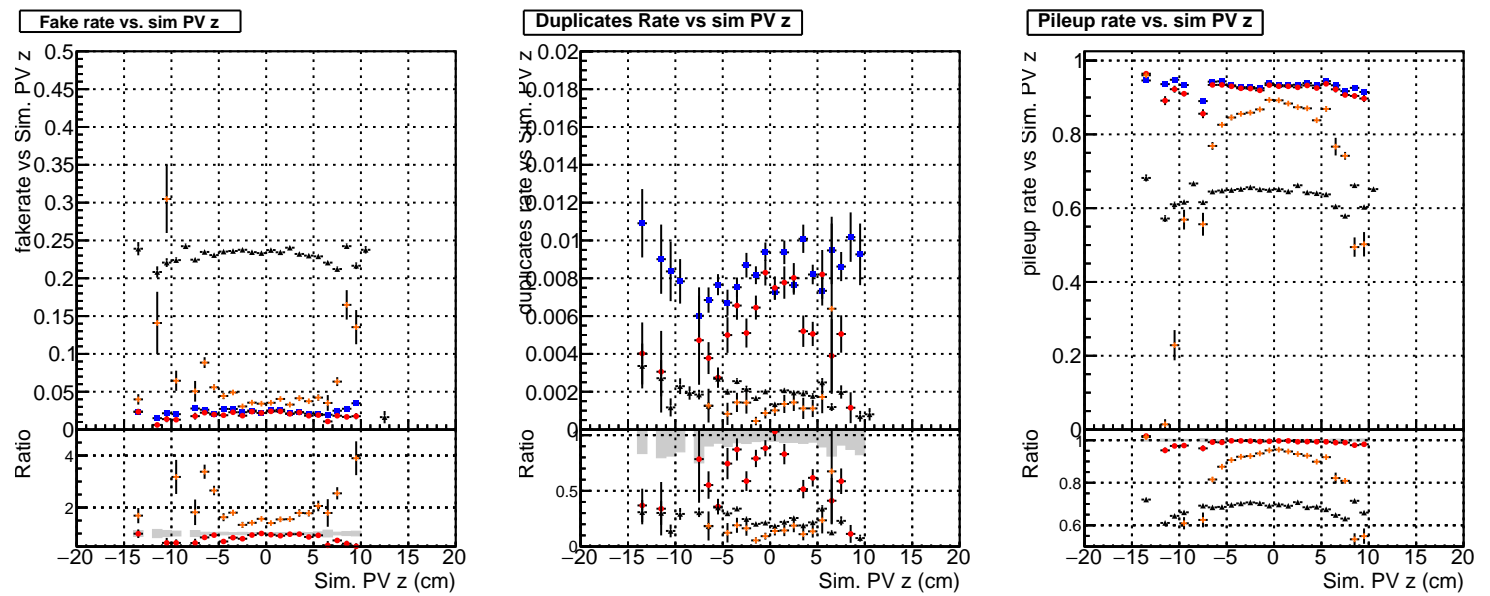 Fake rate vs. sim PV z
fakerate vs Sim. PV z
0.5
0.45
0.4
0.35
0.3
0.25
0.2
0.15
0.1
0.05
0
Ratio
4
2
−20 −15 −10 −5 0 5 10 15 20
Sim. PV z (cm)
Duplicates Rate vs sim PV z
duplicates rate vs Sim. PV z
0.02
0.018
0.016
0.014
0.012
0.01
0.008
0.006
0.004
0.002
0
Ratio
1
0.5
0
−20 −15 −10 −5 0 5 10 15 20
Sim. PV z (cm)
Pileup rate vs. sim PV z
pileup rate vs Sim. PV z
1
0.8
0.6
0.4
0.2
0
Ratio
1
0.8
0.6
−20 −15 −10 −5 0 5 10 15 20
Sim. PV z (cm)